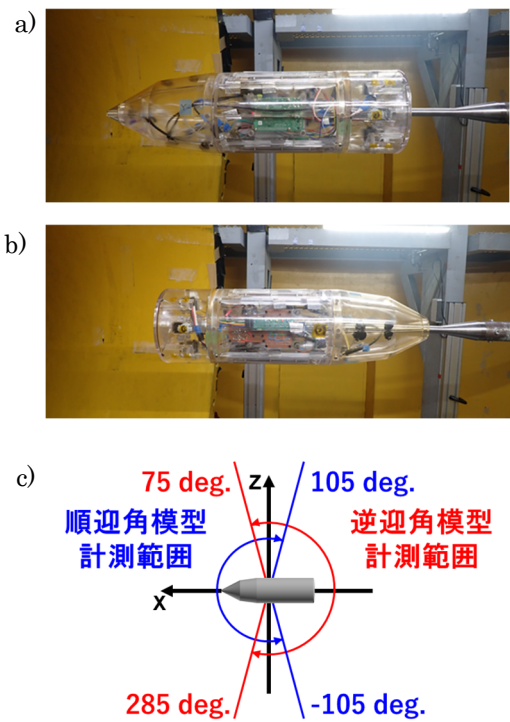 a)
b)
c)
75 deg.
Z
105 deg.
順迎角模型
計測範囲
逆迎角模型
計測範囲
X
285 deg.
-105 deg.